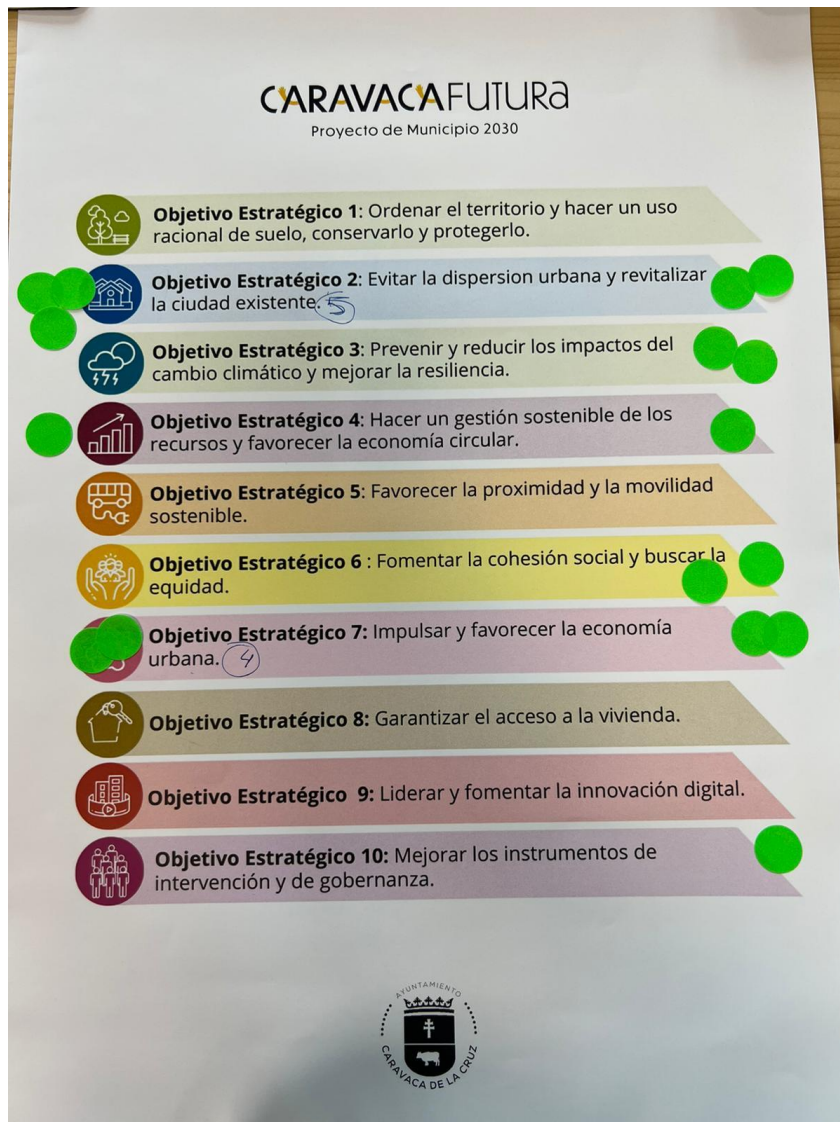 CARAVACAFUTURA
Proyecto de Municipio 2030
Objetivo Estratégico 1: Ordenar el territorio y hacer un uso
racional de suelo, conservarlo y protegerlo.
Objetivo Estratégico 2: Evitar la dispersion urbana y revitalizar
la ciudad existente. 5
Objetivo Estratégico 3: Prevenir y reducir los impactos del
cambio climático y mejorar la resiliencia.
Objetivo Estratégico 4: Hacer un gestión sostenible de los
recursos y favorecer la economía circular.
Objetivo Estratégico 5: Favorecer la proximidad y la movilidad
sostenible.
Objetivo Estratégico 6 : Fomentar la cohesión social y buscar la
equidad.
Objetivo Estratégico 7: Impulsar y favorecer la economía
urbana. 4
Objetivo Estratégico 8: Garantizar el acceso a la vivienda.
Objetivo Estratégico 9: Liderar y fomentar la innovación digital.
Objetivo Estratégico 10: Mejorar los instrumentos de
intervención y de gobernanza.
AYUNTAMIENTO
CARAVACA DE LA CRUZ